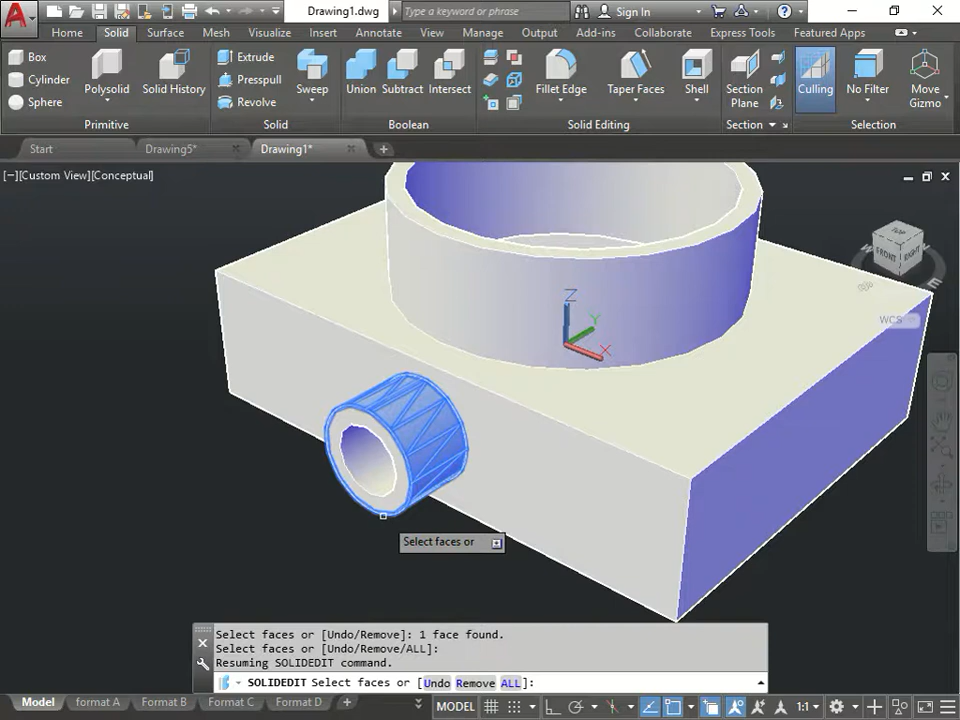 Drawing1.dwg
Type a keyword or phrase
Sign In
Home Solid Surface Mesh Visualize Insert Annotate View Manage Output Add-ins Collaborate Express Tools Featured Apps
Box
Cylinder
Sphere
Polysolid
Solid History
Extrude
Presspull
Revolve
Sweep
Union
Subtract
Intersect
Fillet Edge
Taper Faces
Shell
Section
Plane
Culling
No Filter
Move
Gizmo
Primitive
Solid
Boolean
Solid Editing
Section
Selection
Start
Drawing5*
Drawing1*
[−][Custom View][Conceptual]
TOP
FRONT
RIGHT
W
E
WCS
Z
Y
X
Select faces or
Select faces or [Undo/Remove]: 1 face found.
Select faces or [Undo/Remove/ALL]:
Resuming SOLIDEDIT command.
SOLIDEDIT Select faces or [Undo Remove ALL]:
Model
format A
Format B
Format C
Format D
MODEL
1:1